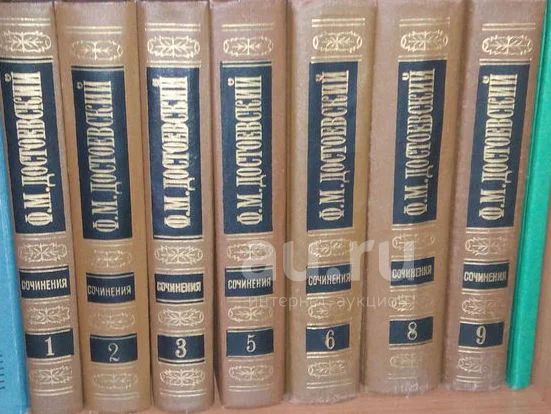 Ф.М.ДОСТОЕВСКИЙ
СОЧИНЕНИЯ
1
Ф.М.ДОСТОЕВСКИЙ
СОЧИНЕНИЯ
2
Ф.М.ДОСТОЕВСКИЙ
СОЧИНЕНИЯ
3
Ф.М.ДОСТОЕВСКИЙ
СОЧИНЕНИЯ
5
Ф.М.ДОСТОЕВСКИЙ
СОЧИНЕНИЯ
6
Ф.М.ДОСТОЕВСКИЙ
СОЧИНЕНИЯ
8
Ф.М.ДОСТОЕВСКИЙ
СОЧИНЕНИЯ
9
au.ru
интернет-аукцион